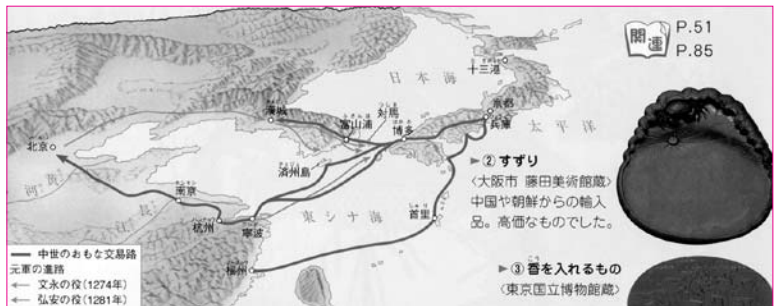 関連
P.51
P.85
日本海
十三湊
漢城
富山浦
対馬
博多
京都
兵庫
太平洋
北京
済州島
黄河
南京
長江
杭州
寧波
東シナ海
首里
福州
▶②すずり
〈大阪市 藤田美術館蔵〉
中国や朝鮮からの輸入
品。高価なものでした。
▶③香を入れるもの
〈東京国立博物館蔵〉
中世のおもな交易路
元軍の進路
文永の役(1274年)
弘安の役(1281年)